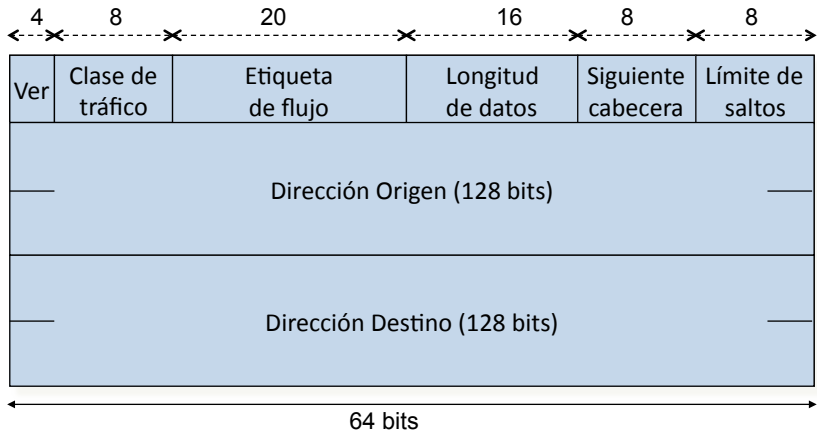 4 8 20 16 8 8
Ver Clase de Etiqueta Longitud Siguiente Límite de
tráfico de flujo de datos cabecera saltos
Dirección Origen (128 bits)
Dirección Destino (128 bits)
64 bits